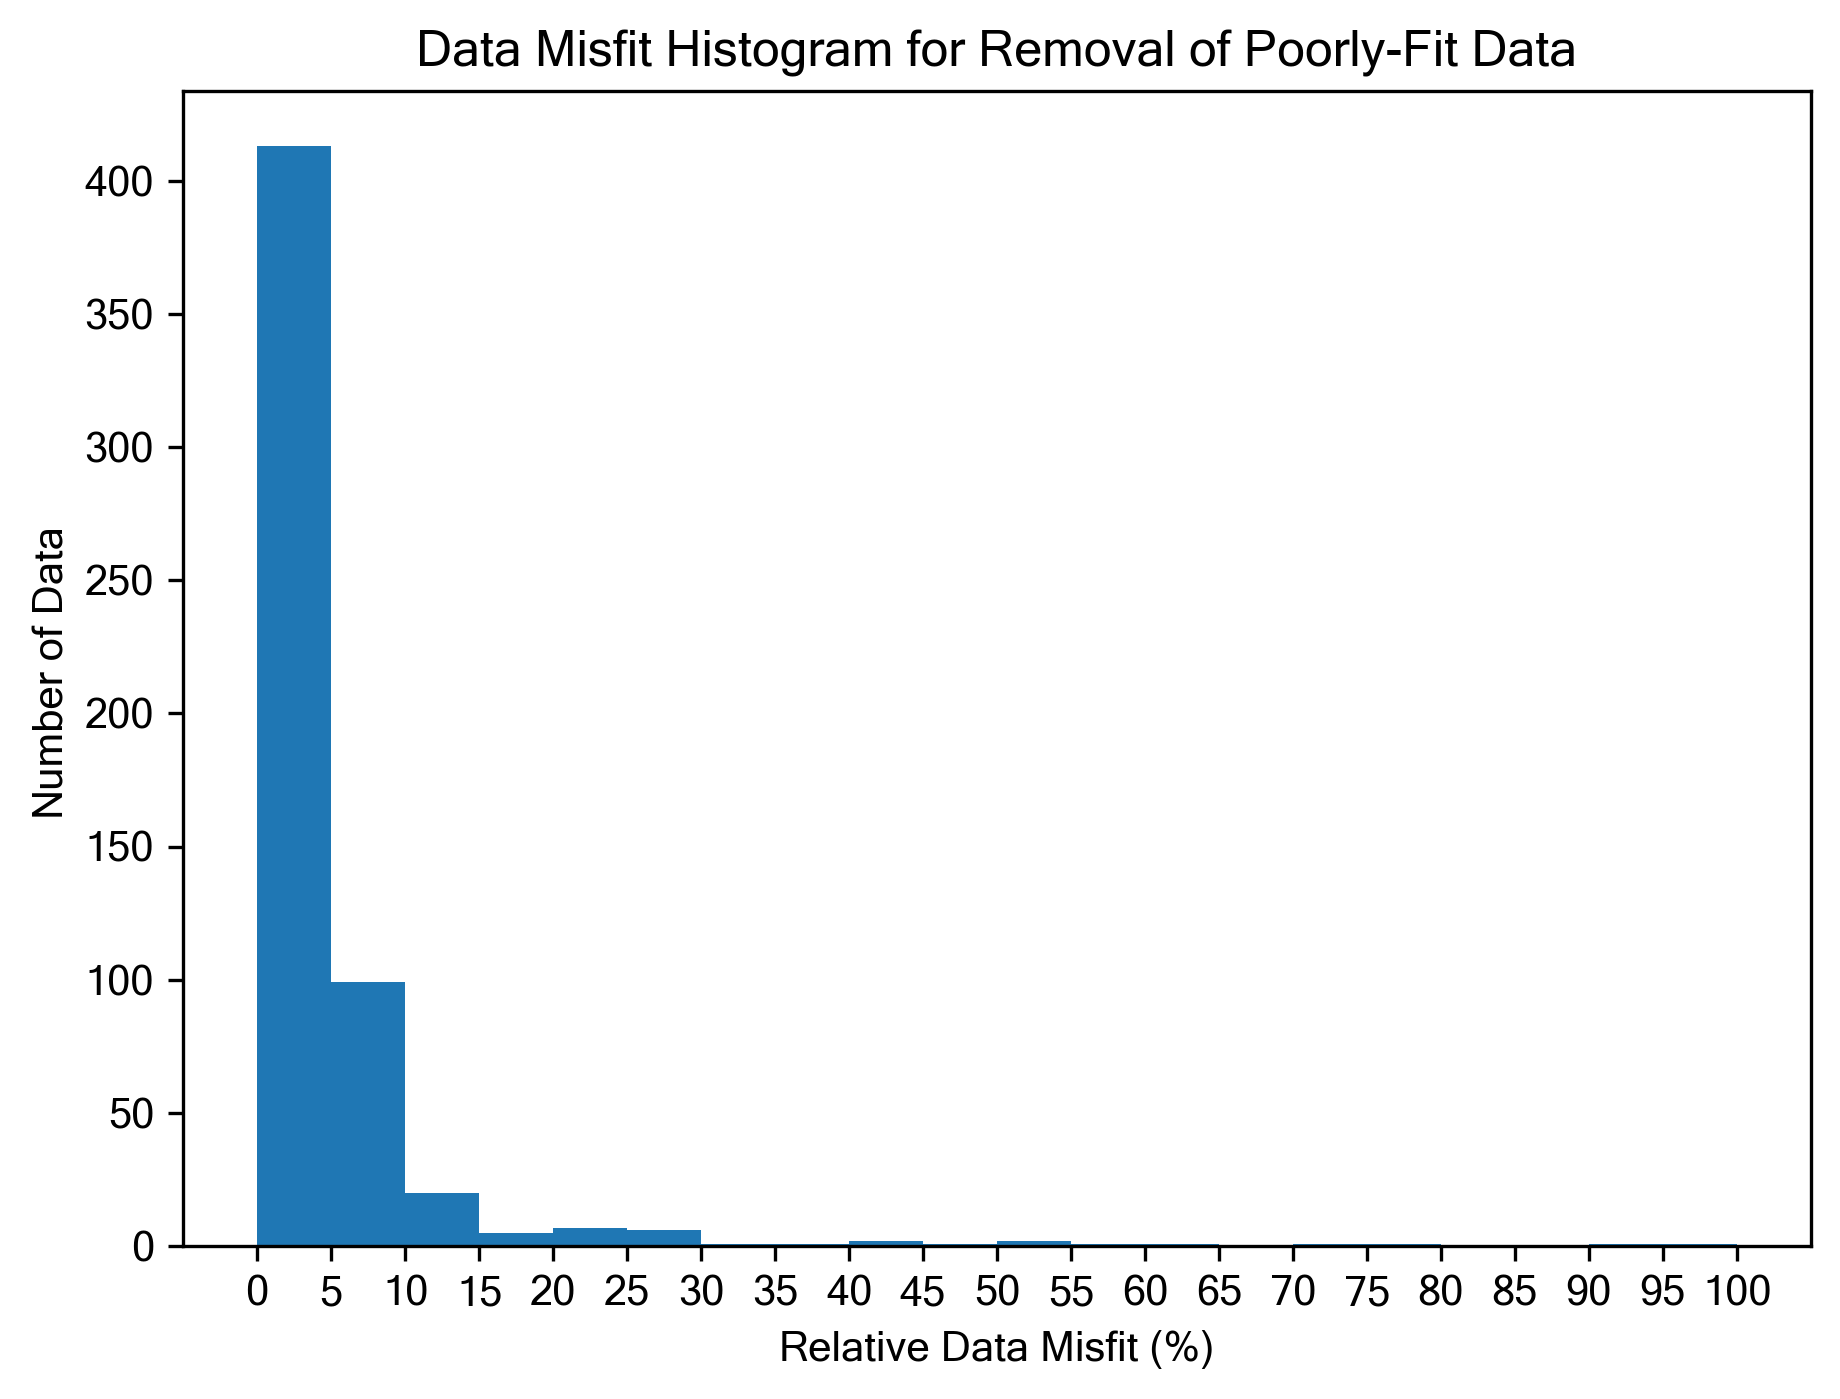 Data Misfit Histogram for Removal of Poorly-Fit Data
400
350
300
250
200
150
100
50
0
Number of Data
0 5 10 15 20 25 30 35 40 45 50 55 60 65 70 75 80 85 90 95 100
Relative Data Misfit (%)